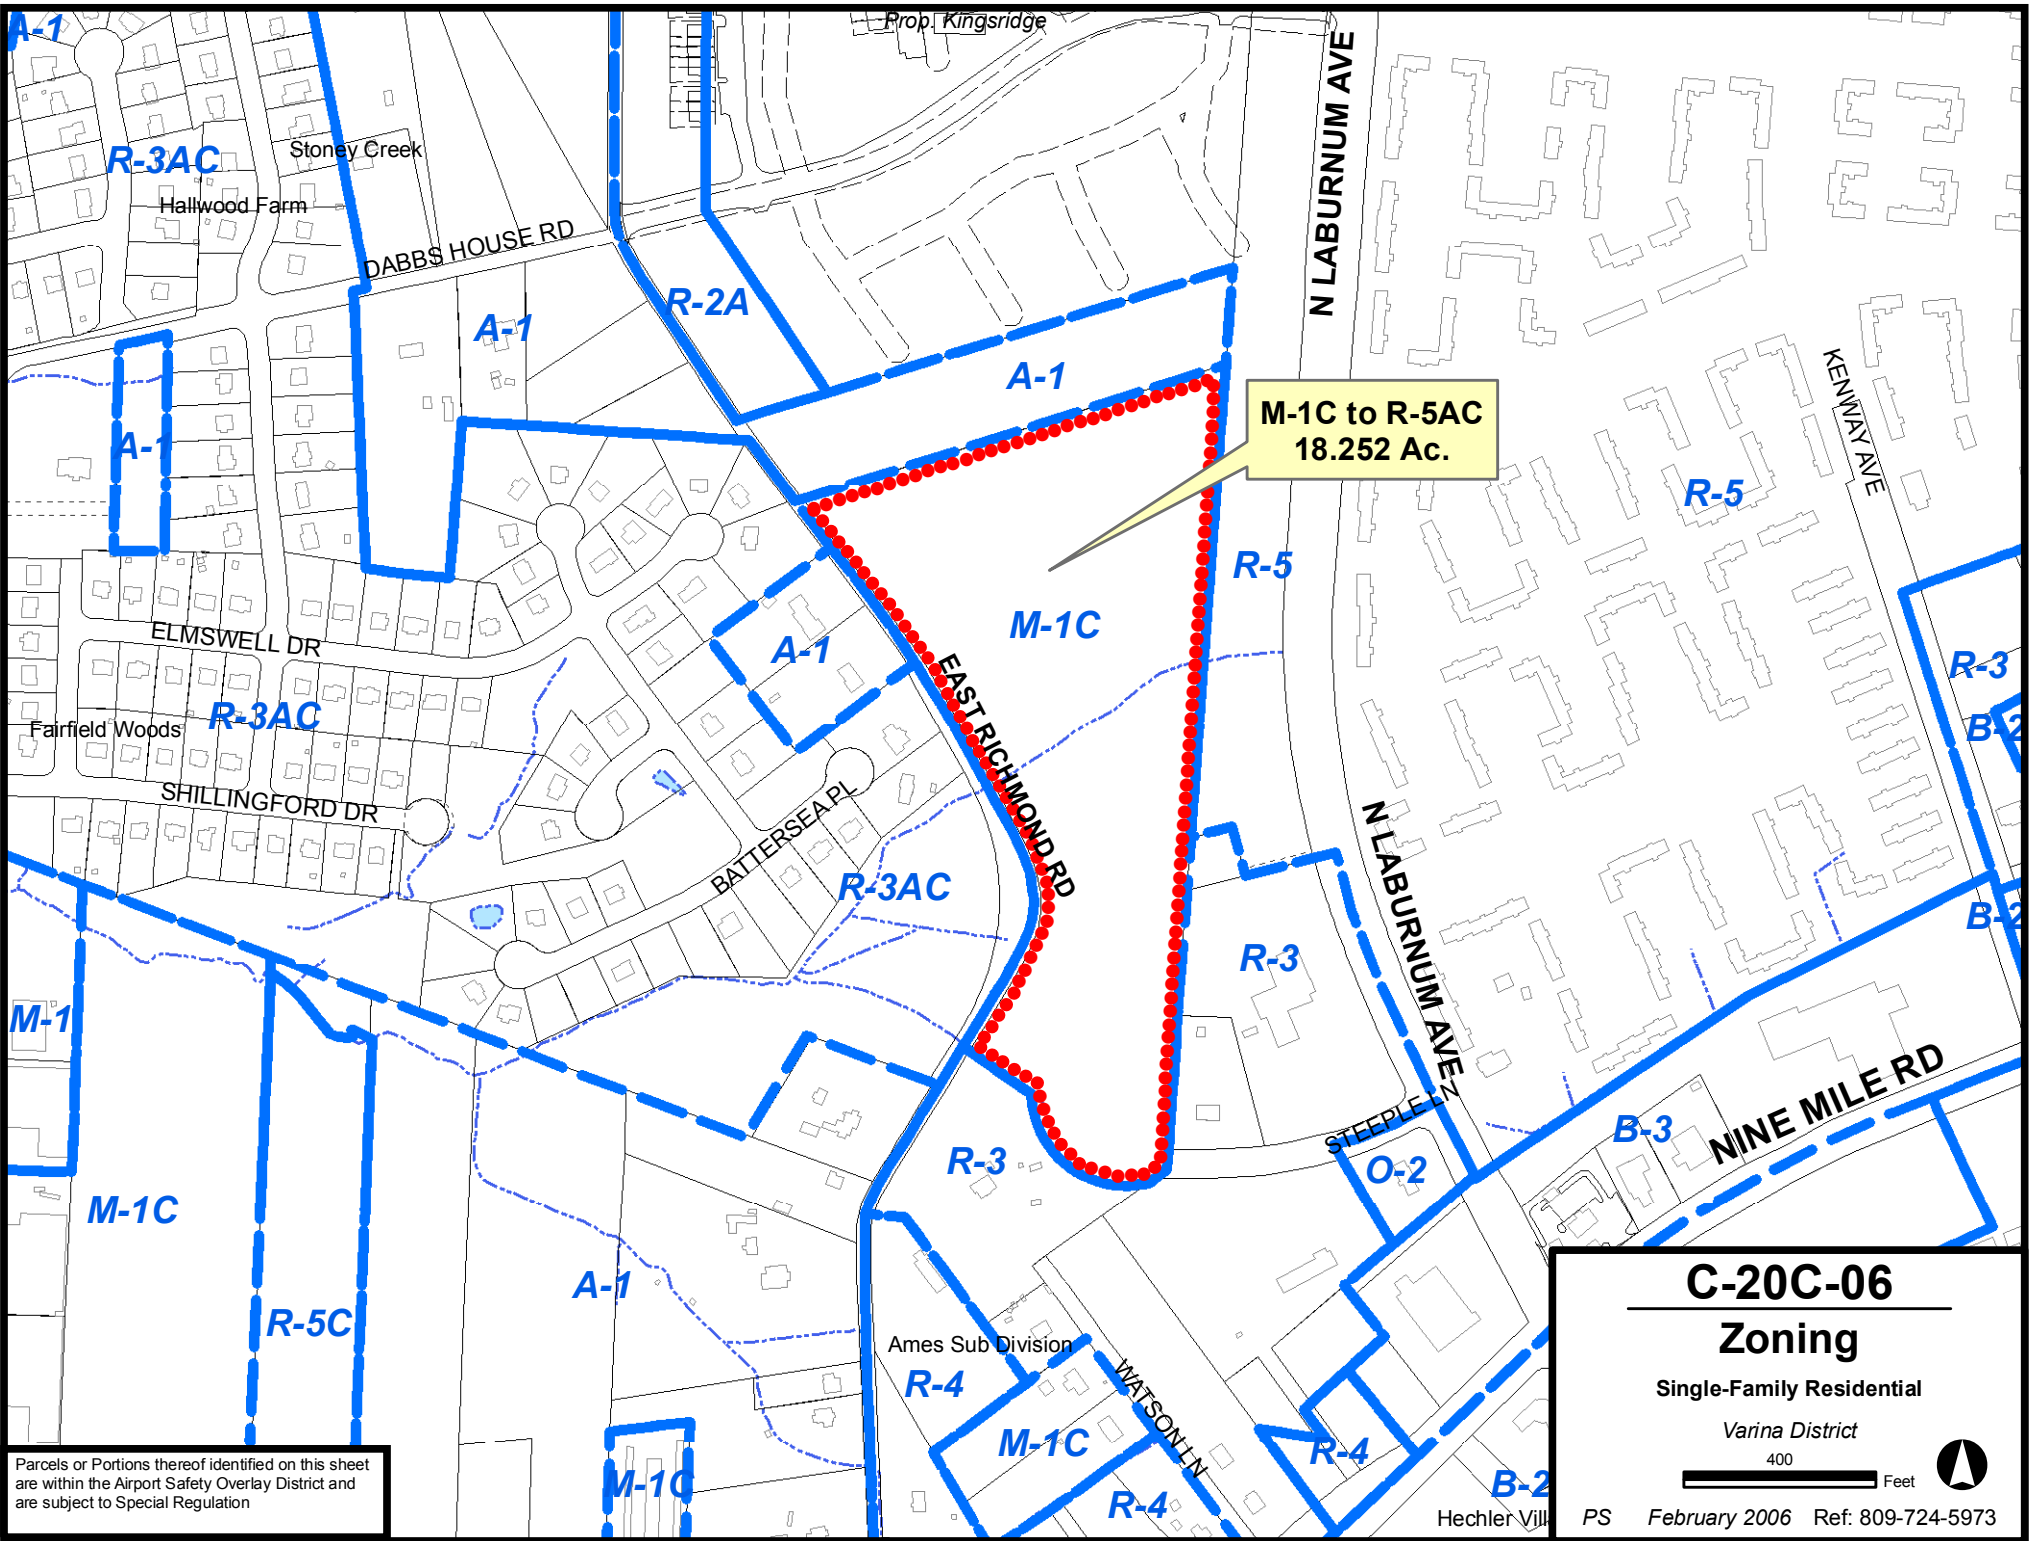 A-1
Prop. Kingsridge
R-3AC
Stoney Creek
Hallwood Farm
DABBS HOUSE RD
N LABURNUM AVE
R-2A
A-1
A-1
M-1C to R-5AC
18.252 Ac.
KENWAY AVE
A-1
R-5
R-5
M-1C
ELMSWELL DR
A-1
R-3
EAST RICHMOND RD
Fairfield Woods
R-3AC
B-2
SHILLINGFORD DR
BATTERSEA PL
N LABURNUM AVE
R-3AC
B-2
R-3
M-1
NINE MILE RD
STEEPLE LN
B-3
R-3
O-2
M-1C
A-1
R-5C
Ames Sub Division
R-4
WATSON LN
M-1C
R-4
M-1C
R-4
B-2
Hechler Vill
C-20C-06
Zoning
Single-Family Residential
Varina District
400
Feet
PS February 2006 Ref: 809-724-5973
Parcels or Portions thereof identified on this sheet
are within the Airport Safety Overlay District and
are subject to Special Regulation